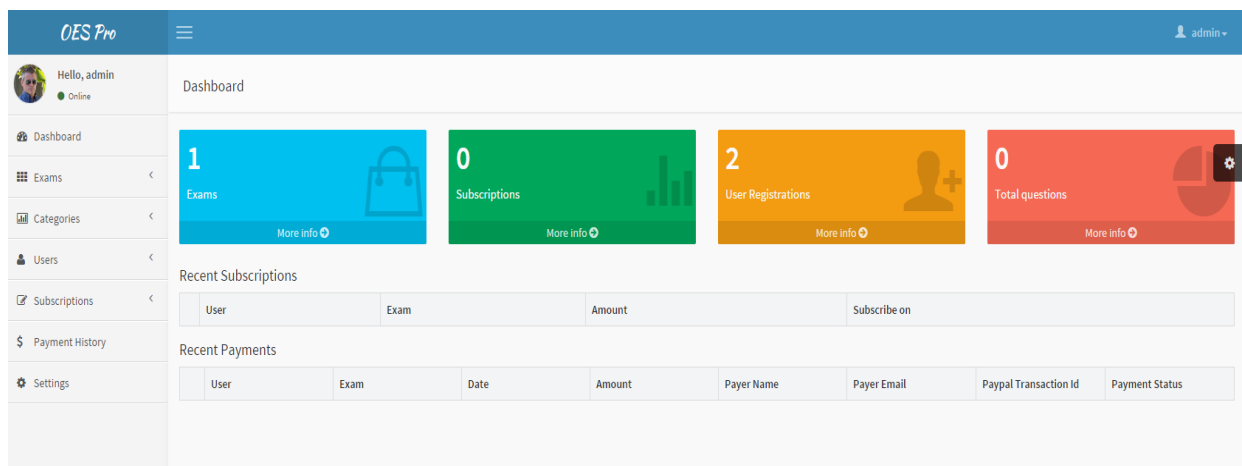 OES Pro
admin
Hello, admin
Online
Dashboard
Exams
Categories
Users
Subscriptions
Payment History
Settings
Dashboard
1
Exams
More info
0
Subscriptions
More info
2
User Registrations
More info
0
Total questions
More info
Recent Subscriptions
User Exam Amount Subscribe on
Recent Payments
User Exam Date Amount Payer Name Payer Email Paypal Transaction Id Payment Status